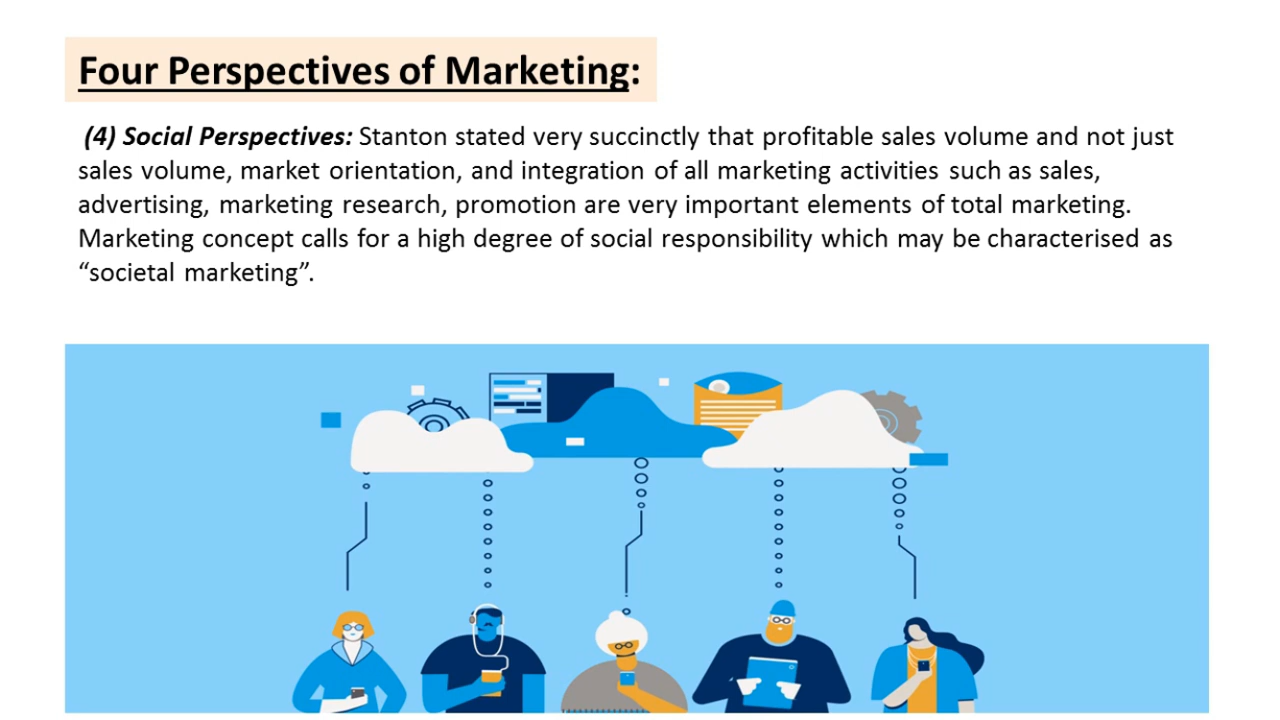 Four Perspectives of Marketing:
(4) Social Perspectives: Stanton stated very succinctly that profitable sales volume and not just
sales volume, market orientation, and integration of all marketing activities such as sales,
advertising, marketing research, promotion are very important elements of total marketing.
Marketing concept calls for a high degree of social responsibility which may be characterised as
“societal marketing”.